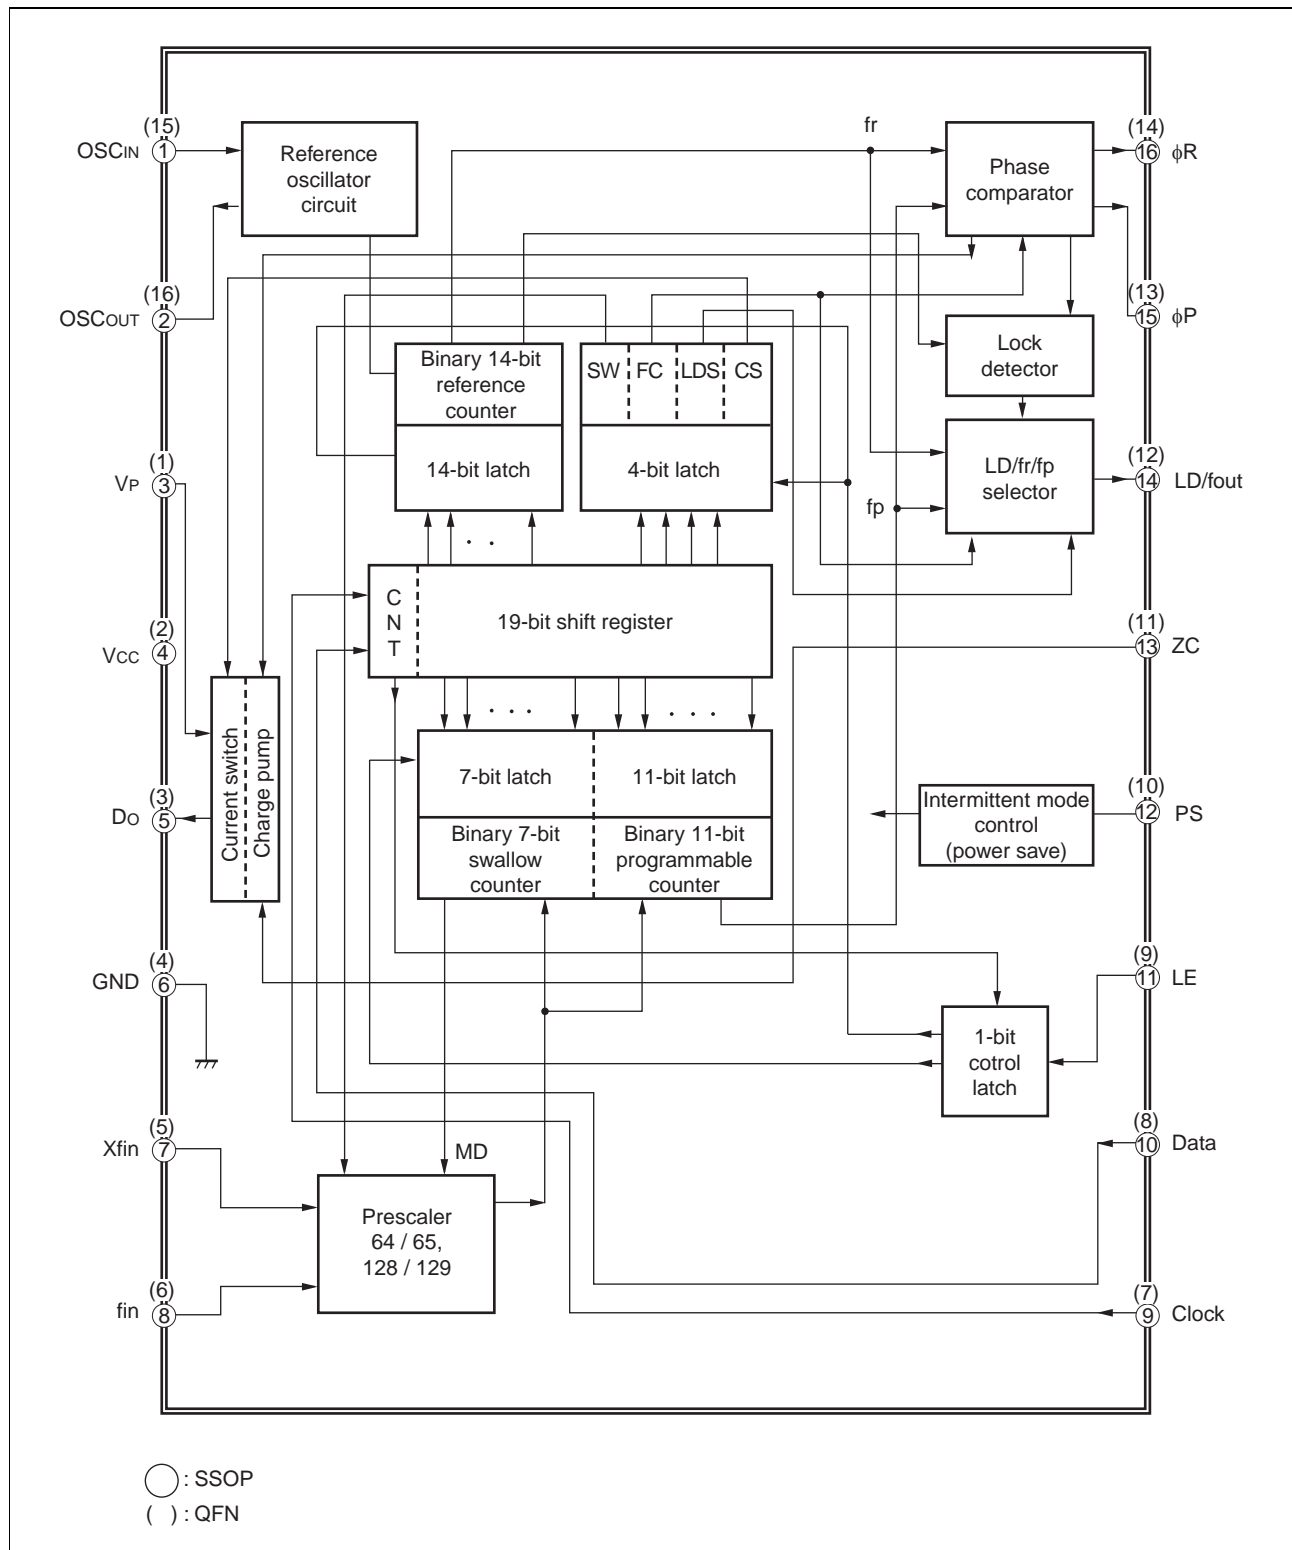 (15)
OSCIN 1
Reference
oscillator
circuit
fr
Phase
comparator
(14)
16 ϕR
(16)
OSCOUT 2
(13)
15 ϕP
Binary 14-bit
reference
counter
14-bit latch
SW FC LDS CS
4-bit latch
Lock
detector
LD/fr/fp
selector
fp
(12)
14 LD/fout
(1)
VP 3
. .
C
N
T
19-bit shift register
(2)
VCC 4
(11)
13 ZC
. . .
. . .
Current switch
Charge pump
7-bit latch
11-bit latch
Binary 7-bit
swallow
counter
Binary 11-bit
programmable
counter
(3)
DO 5
Intermittent mode
control
(power save)
(10)
12 PS
(4)
GND 6
(9)
11 LE
1-bit
cotrol
latch
(5)
Xfin 7
MD
(8)
10 Data
Prescaler
64 / 65,
128 / 129
(6)
fin 8
(7)
9 Clock
: SSOP
( ) : QFN